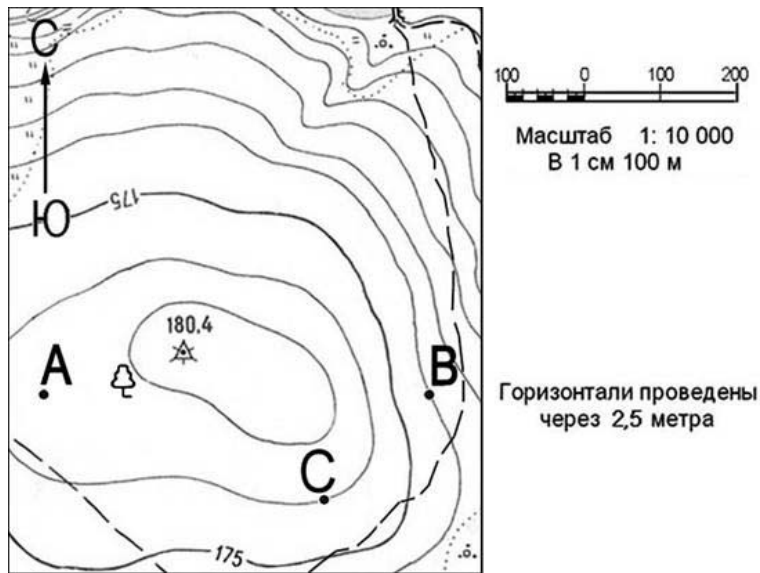 С
Ю
175
180,4
А
В
С
175
100 0 100 200
Масштаб 1: 10 000
В 1 см 100 м
Горизонтали проведены
через 2,5 метра